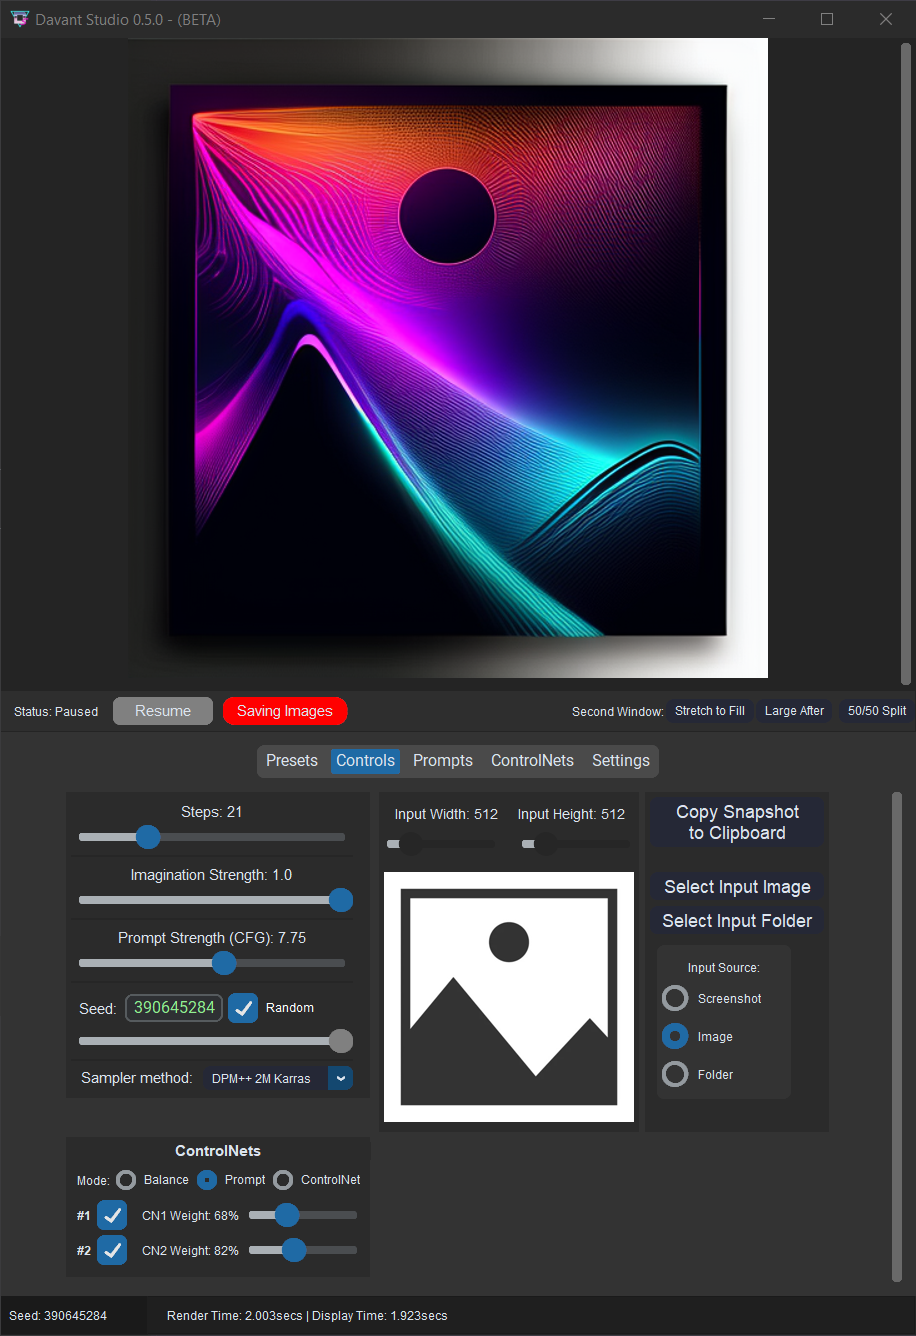 Davant Studio 0.5.0 - (BETA)
Status: Paused
Resume
Saving Images
Second Window:
Stretch to Fill
Large After
50/50 Split
Presets
Controls
Prompts
ControlNets
Settings
Steps: 21
Imagination Strength: 1.0
Prompt Strength (CFG): 7.75
Seed: 390645284
Random
Sampler method: DPM++ 2M Karras
Input Width: 512
Input Height: 512
Copy Snapshot
to Clipboard
Select Input Image
Select Input Folder
Input Source:
Screenshot
Image
Folder
ControlNets
Mode: Balance Prompt ControlNet
#1 CN1 Weight: 68%
#2 CN2 Weight: 82%
Seed: 390645284
Render Time: 2.003secs | Display Time: 1.923secs